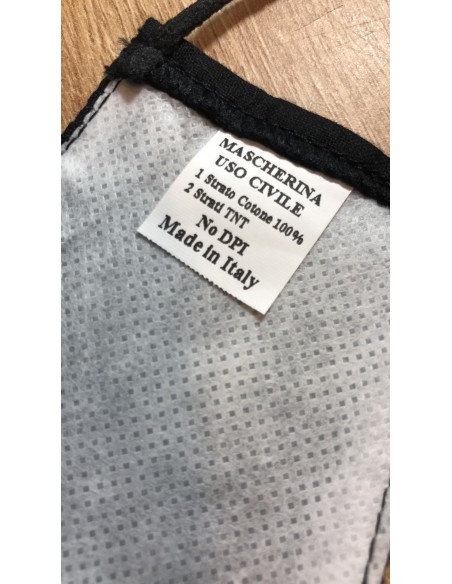 MASCHERINA
USO CIVILE
1 Strato Cotone 100%
2 Strati TNT
No DPI
Made in Italy